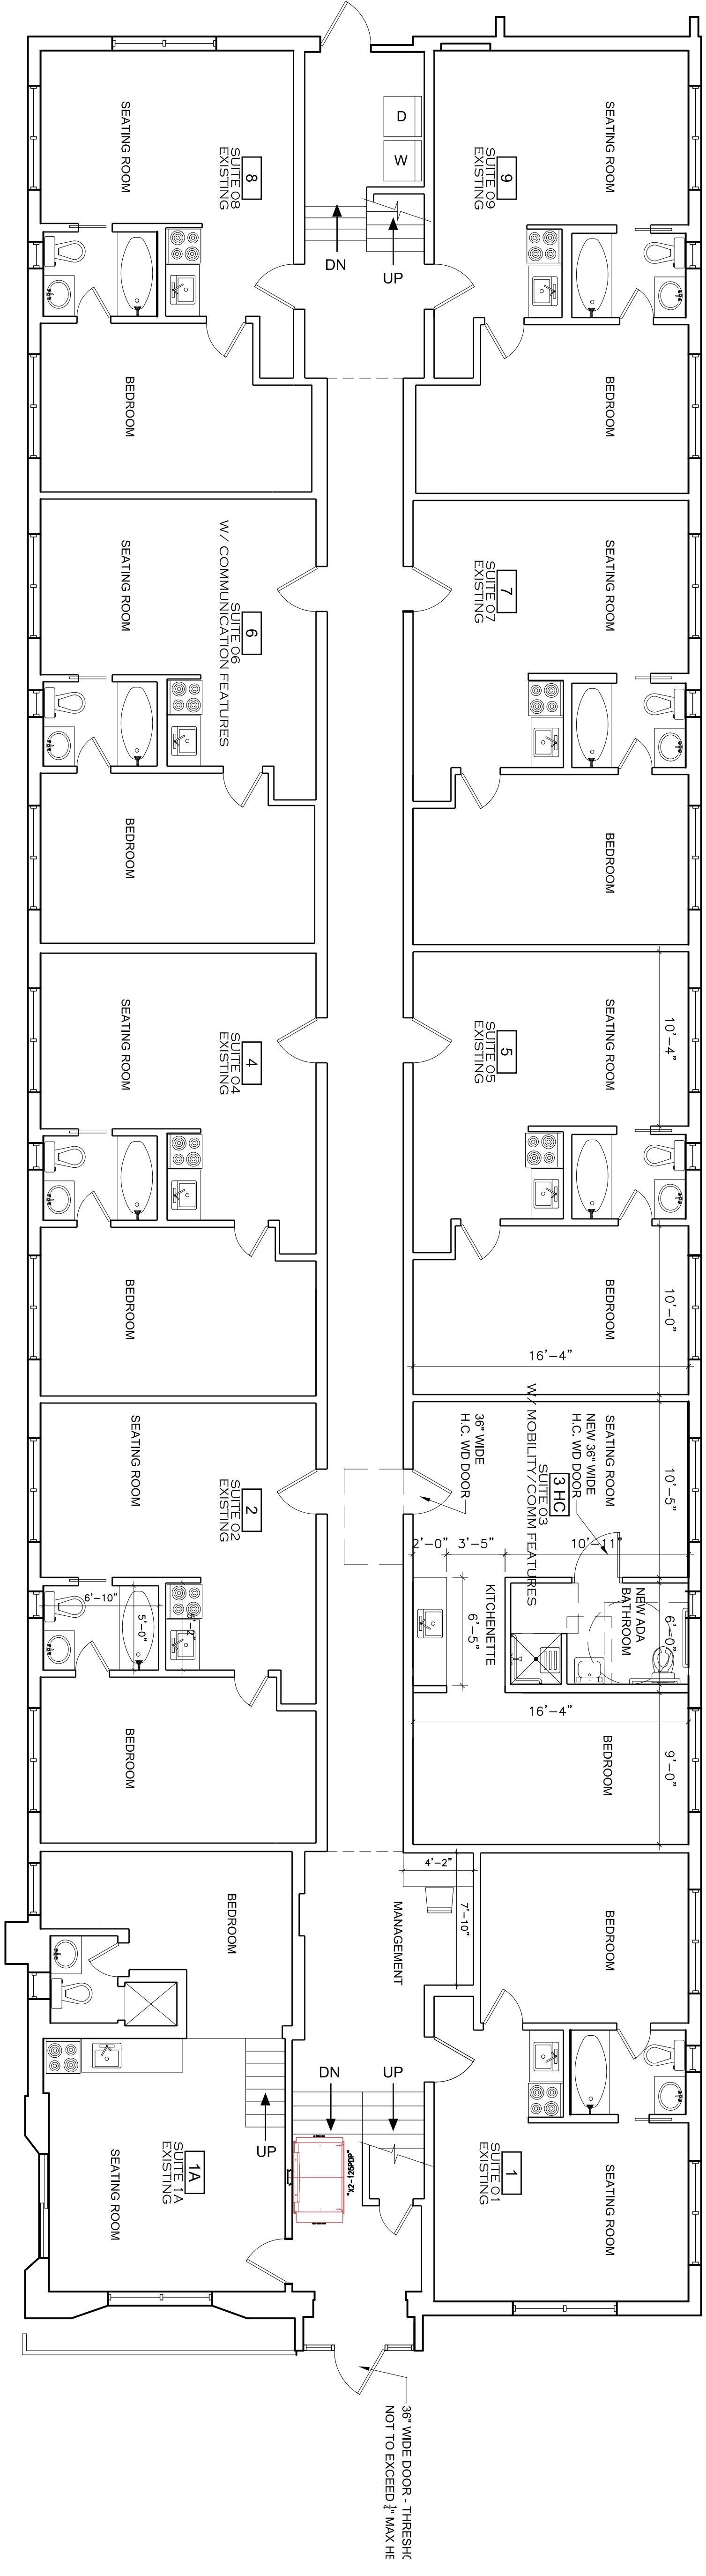 D
W
DN
UP
SEATING ROOM
8
SUITE 08
EXISTING
BEDROOM
SEATING ROOM
9
SUITE 09
EXISTING
BEDROOM
SEATING ROOM
6
SUITE 06
W/ COMMUNICATION FEATURES
BEDROOM
SEATING ROOM
7
SUITE 07
EXISTING
BEDROOM
SEATING ROOM
4
SUITE 04
EXISTING
BEDROOM
SEATING ROOM
5
SUITE 05
EXISTING
10'-4"
BEDROOM
10'-0"
16'-4"
SEATING ROOM
2
SUITE 02
EXISTING
6'-10"
5'-0"
5'-2"
BEDROOM
SEATING ROOM
NEW 36" WIDE
H.C. WD DOOR
3 HC
SUITE 03
W/ MOBILITY/COMM FEATURES
36" WIDE
H.C. WD DOOR
10'-5"
2'-0"
3'-5"
10'-11"
KITCHENETTE
6'-5"
NEW ADA
BATHROOM
6'-0"
16'-4"
BEDROOM
9'-0"
4'-2"
7'-10"
MANAGEMENT
BEDROOM
BEDROOM
DN
UP
UP
"X2-125PDP"
SEATING ROOM
1A
SUITE 1A
EXISTING
1
SUITE 01
EXISTING
SEATING ROOM
36" WIDE DOOR - THRESHO
NOT TO EXCEED ¼" MAX HE